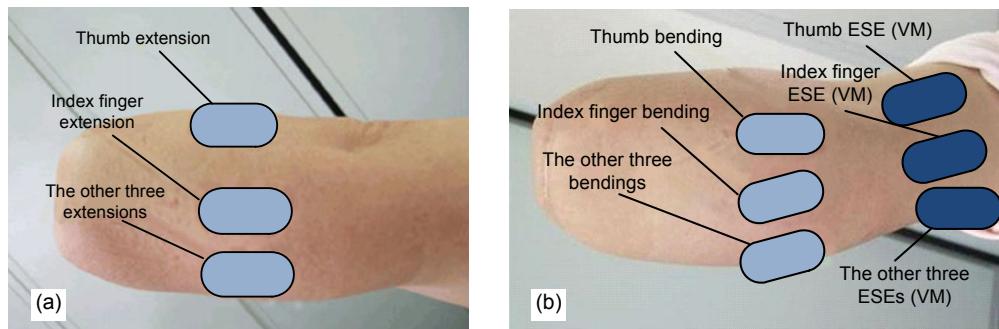 Thumb extension
Index finger
extension
The other three
extensions
(a)
Thumb bending
Index finger bending
The other three
bendings
Thumb ESE (VM)
Index finger
ESE (VM)
The other three
ESEs (VM)
(b)